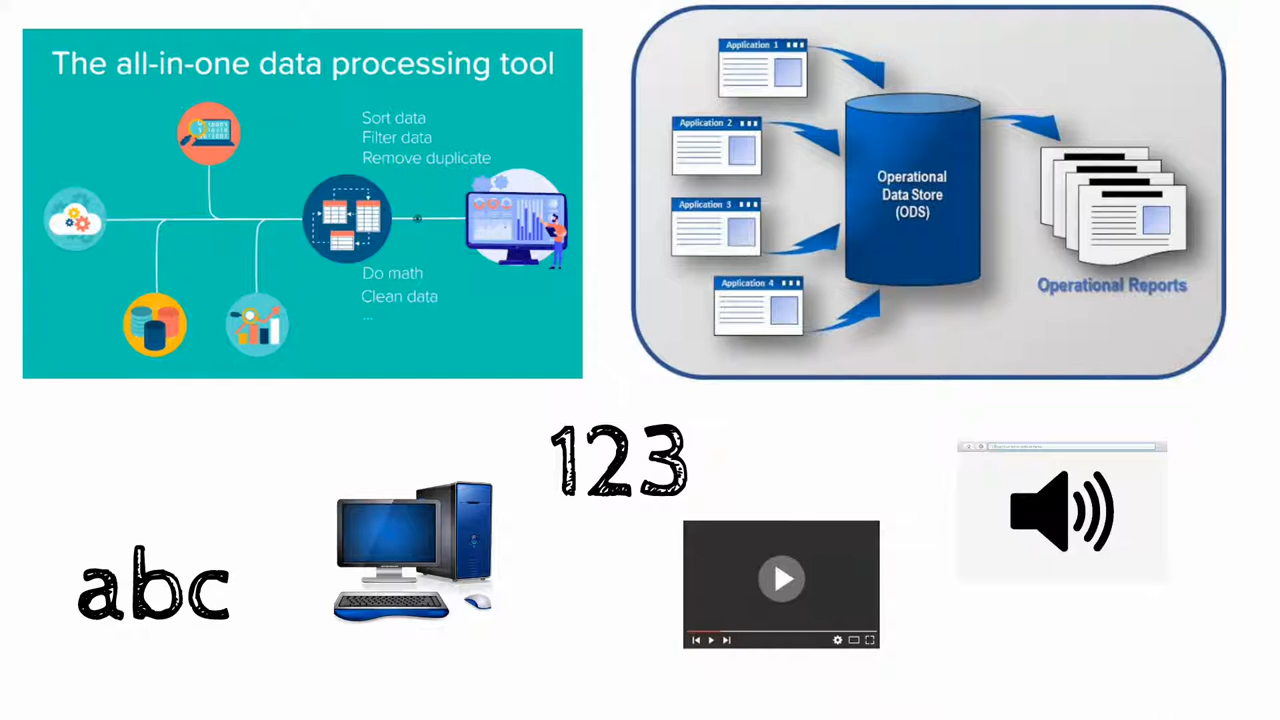 The all-in-one data processing tool
Sort data
Filter data
Remove duplicate
Do math
Clean data
...
Application 1
Application 2
Application 3
Application 4
Operational
Data Store
(ODS)
Operational Reports
123
abc